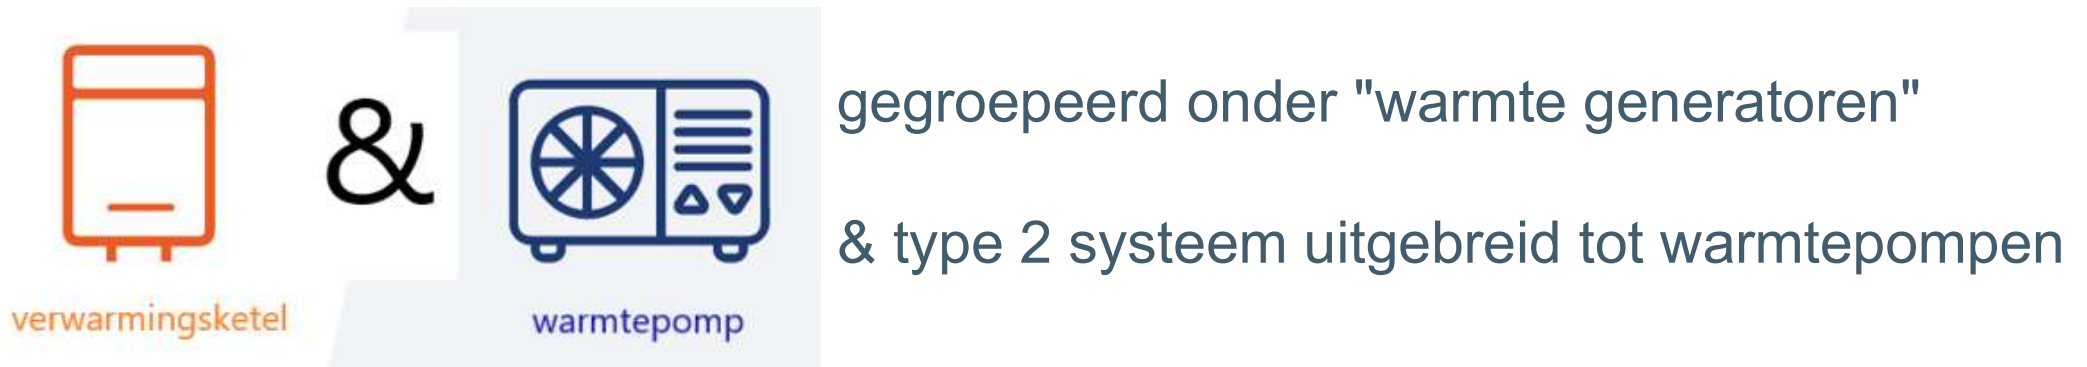 &
verwarmingsketel
warmtepomp
gegroepeerd onder "warmte generatoren"
& type 2 systeem uitgebreid tot warmtepompen